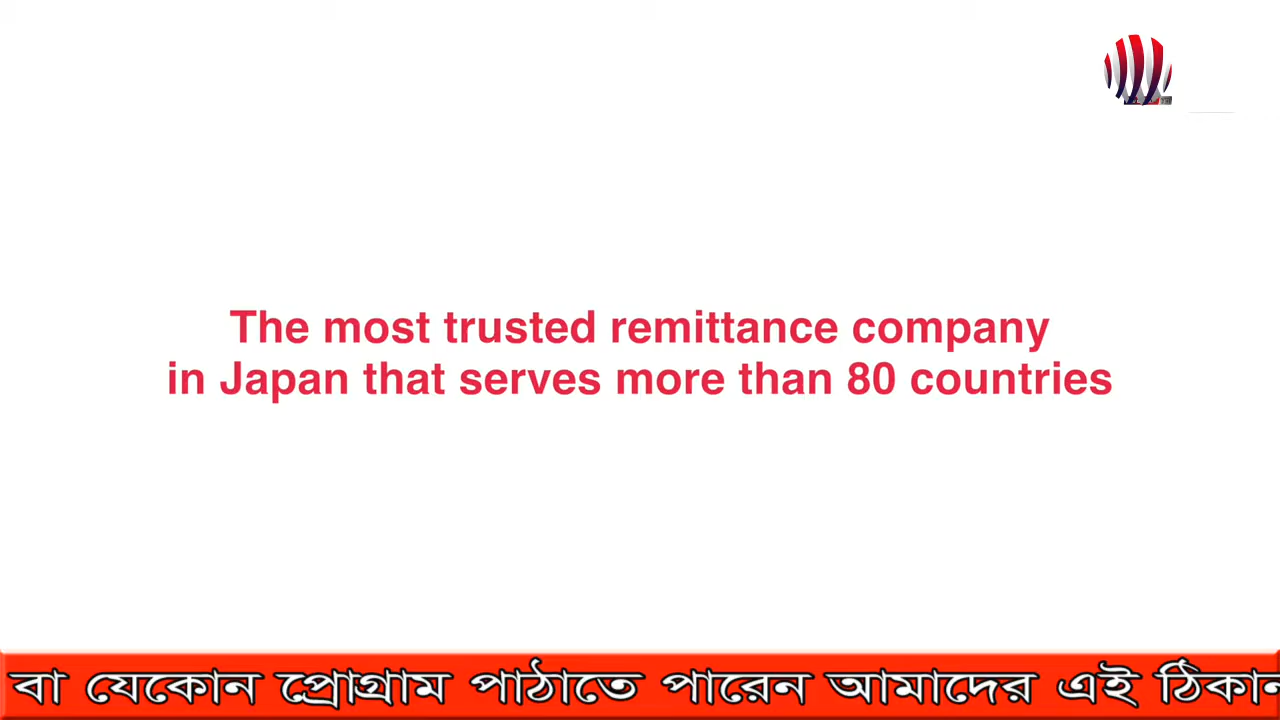 The most trusted remittance company
in Japan that serves more than 80 countries
বা যেকোন প্রোগ্রাম পাঠাতে পারেন আমাদের এই